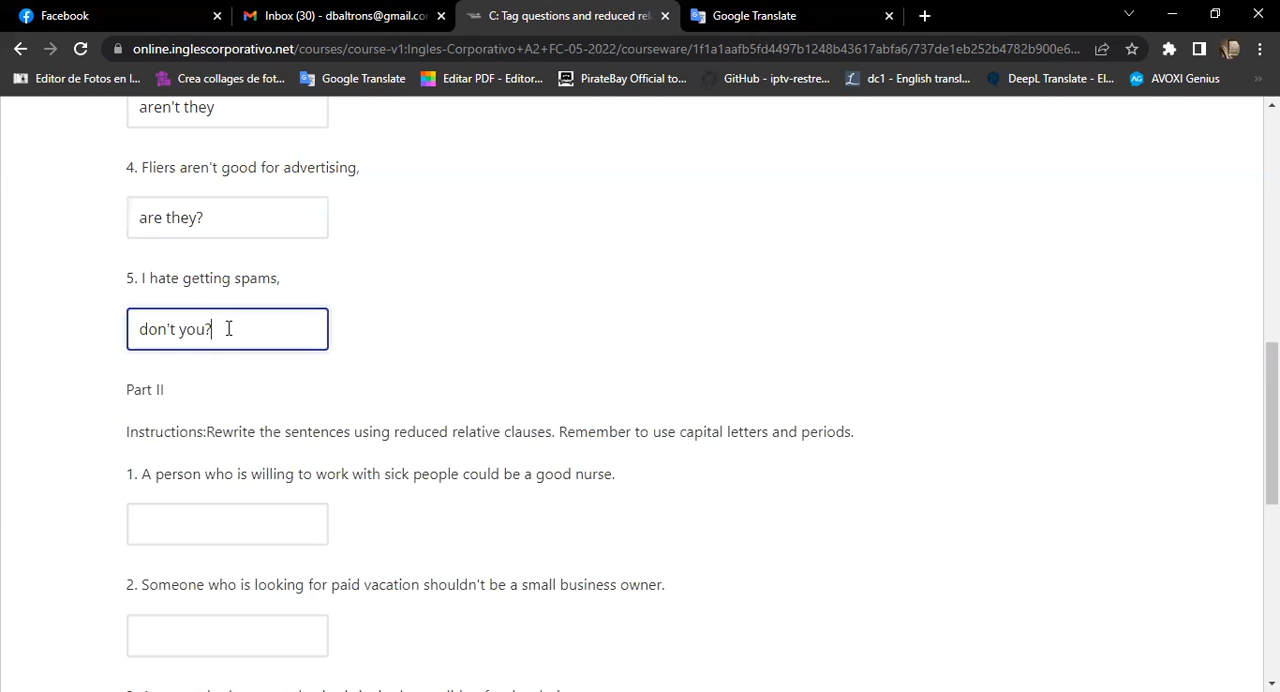 Facebook
Inbox (30) - dbaltrons@gmail.co
C: Tag questions and reduced rel
Google Translate
online.inglescorporativo.net/courses/course-v1:Ingles-Corporativo+A2+FC-05-2022/courseware/1f1a1aafb5fd4497b1248b43617abfa6/737de1eb252b4782b900e6...
Editor de Fotos en l...
Crea collages de fot...
Google Translate
Editar PDF - Editor...
PirateBay Official to...
GitHub - iptv-restre...
dc1 - English transl...
DeepL Translate - El...
AVOXI Genius
aren't they
4. Fliers aren't good for advertising,
are they?
5. I hate getting spams,
don't you?
Part II
Instructions:Rewrite the sentences using reduced relative clauses. Remember to use capital letters and periods.
1. A person who is willing to work with sick people could be a good nurse.
2. Someone who is looking for paid vacation shouldn't be a small business owner.